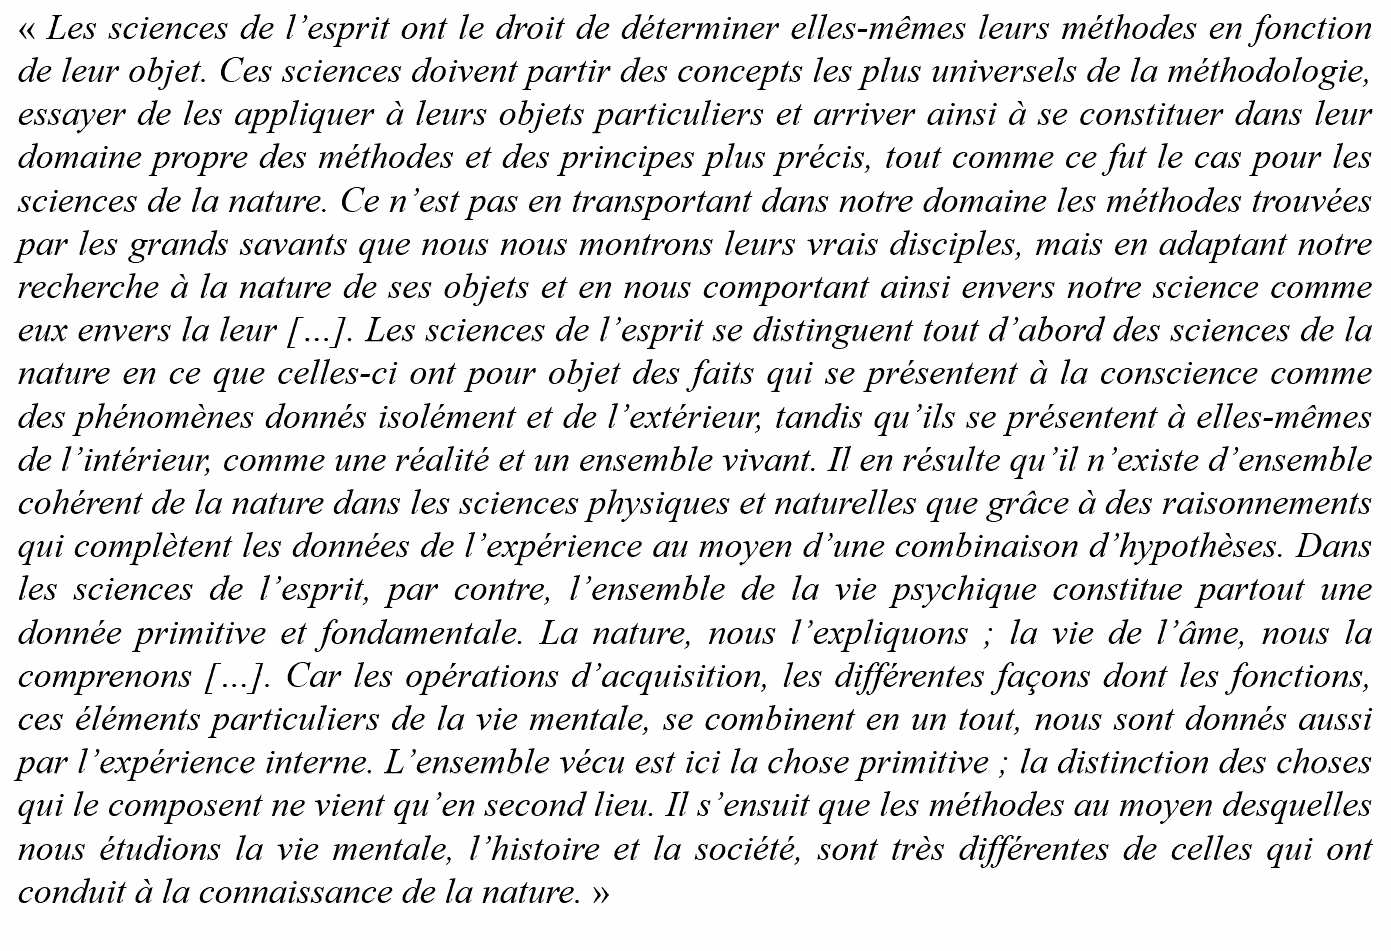 « Les sciences de l’esprit ont le droit de déterminer elles-mêmes leurs méthodes en fonction
de leur objet. Ces sciences doivent partir des concepts les plus universels de la méthodologie,
essayer de les appliquer à leurs objets particuliers et arriver ainsi à se constituer dans leur
domaine propre des méthodes et des principes plus précis, tout comme ce fut le cas pour les
sciences de la nature. Ce n’est pas en transportant dans notre domaine les méthodes trouvées
par les grands savants que nous nous montrons leurs vrais disciples, mais en adaptant notre
recherche à la nature de ses objets et en nous comportant ainsi envers notre science comme
eux envers la leur […]. Les sciences de l’esprit se distinguent tout d’abord des sciences de la
nature en ce que celles-ci ont pour objet des faits qui se présentent à la conscience comme
des phénomènes donnés isolément et de l’extérieur, tandis qu’ils se présentent à elles-mêmes
de l’intérieur, comme une réalité et un ensemble vivant. Il en résulte qu’il n’existe d’ensemble
cohérent de la nature dans les sciences physiques et naturelles que grâce à des raisonnements
qui complètent les données de l’expérience au moyen d’une combinaison d’hypothèses. Dans
les sciences de l’esprit, par contre, l’ensemble de la vie psychique constitue partout une
donnée primitive et fondamentale. La nature, nous l’expliquons ; la vie de l’âme, nous la
comprenons […]. Car les opérations d’acquisition, les différentes façons dont les fonctions,
ces éléments particuliers de la vie mentale, se combinent en un tout, nous sont donnés aussi
par l’expérience interne. L’ensemble vécu est ici la chose primitive ; la distinction des choses
qui le composent ne vient qu’en second lieu. Il s’ensuit que les méthodes au moyen desquelles
nous étudions la vie mentale, l’histoire et la société, sont très différentes de celles qui ont
conduit à la connaissance de la nature. »